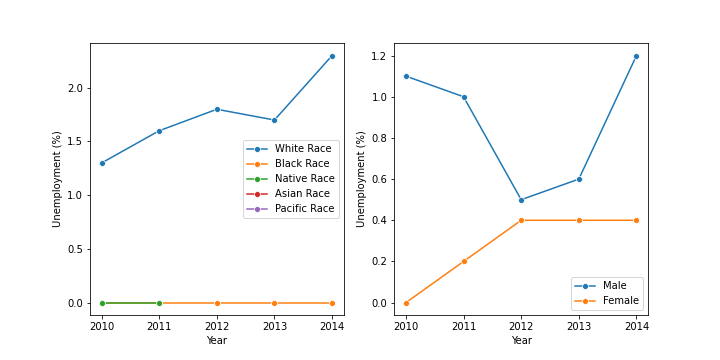 2.0
1.5
1.0
0.5
0.0
Unemployment (%)
2010 2011 2012 2013 2014
Year
White Race
Black Race
Native Race
Asian Race
Pacific Race
1.2
1.0
0.8
0.6
0.4
0.2
0.0
Unemployment (%)
2010 2011 2012 2013 2014
Year
Male
Female